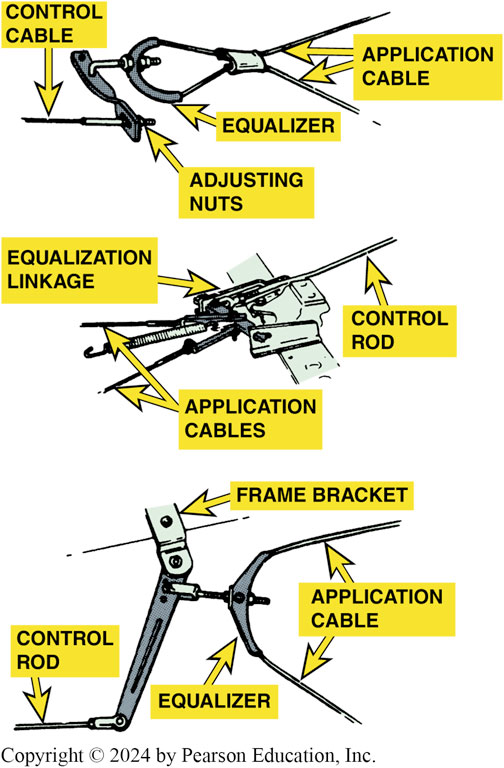 CONTROL
CABLE
APPLICATION
CABLE
EQUALIZER
ADJUSTING
NUTS
EQUALIZATION
LINKAGE
CONTROL
ROD
APPLICATION
CABLES
FRAME BRACKET
APPLICATION
CABLE
CONTROL
ROD
EQUALIZER
Copyright © 2024 by Pearson Education, Inc.